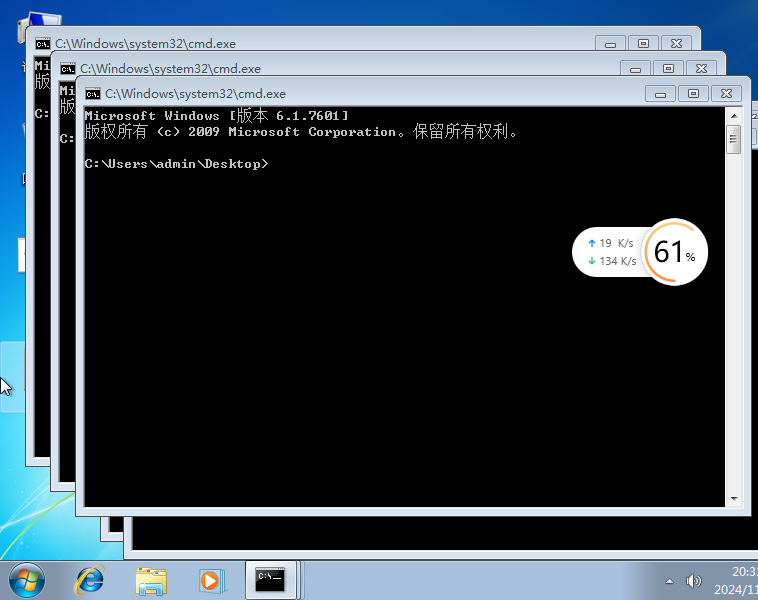 C:\Windows\system32\cmd.exe
C:\Windows\system32\cmd.exe
C:\Windows\system32\cmd.exe
Mi
版
C:
Mi
版
C:
Microsoft Windows [版本 6.1.7601]
版权所有 (c) 2009 Microsoft Corporation。保留所有权利。
C:\Users\admin\Desktop>
19 K/s
134 K/s
61%
20:3
2024/11